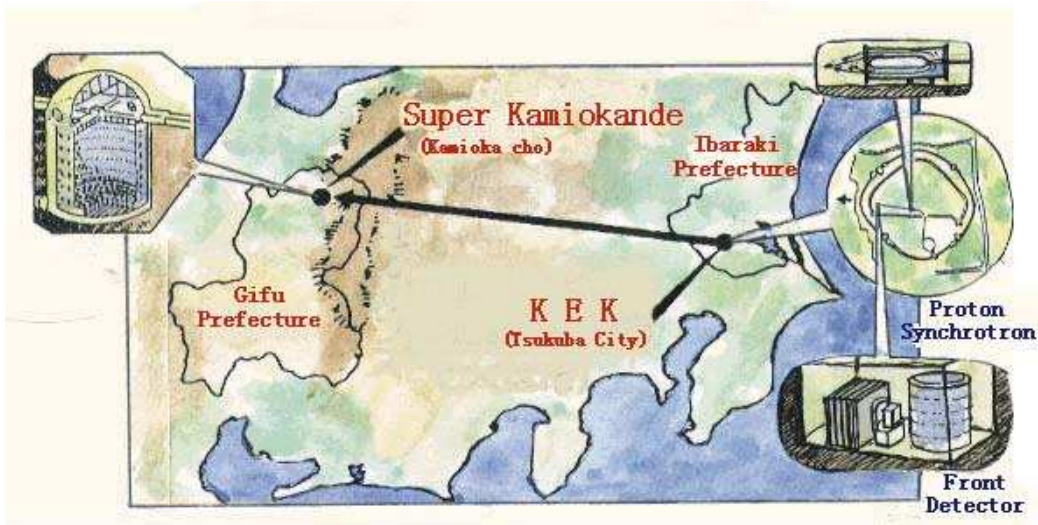 Super Kamiokande
(Kamioka cho)
Ibaraki
Prefecture
Gifu
Prefecture
K E K
(Tsukuba City)
Proton
Synchrotron
Front
Detector